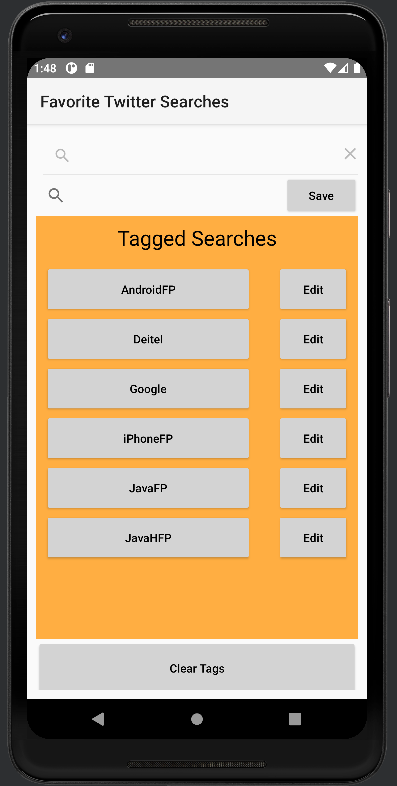 1:48
Favorite Twitter Searches
Save
Tagged Searches
AndroidFP Edit
Deitel Edit
Google Edit
iPhoneFP Edit
JavaFP Edit
JavaHFP Edit
Clear Tags